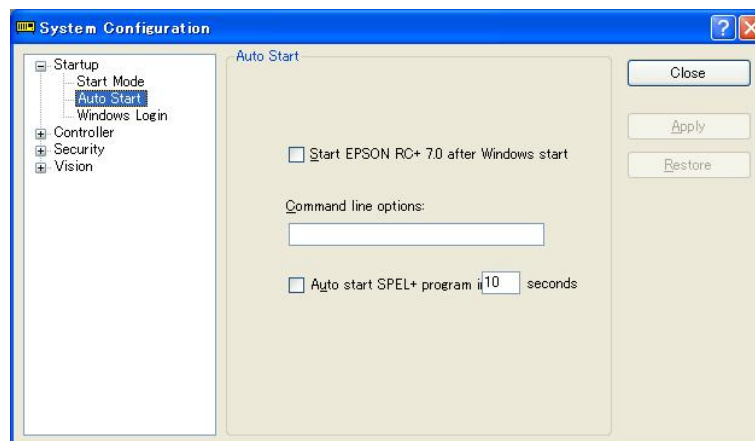 System Configuration
Startup
Start Mode
Auto Start
Windows Login
Controller
Security
Vision
Auto Start
Start EPSON RC+ 7.0 after Windows start
Command line options:
Auto start SPEL+ program i 10 seconds
Close
Apply
Restore